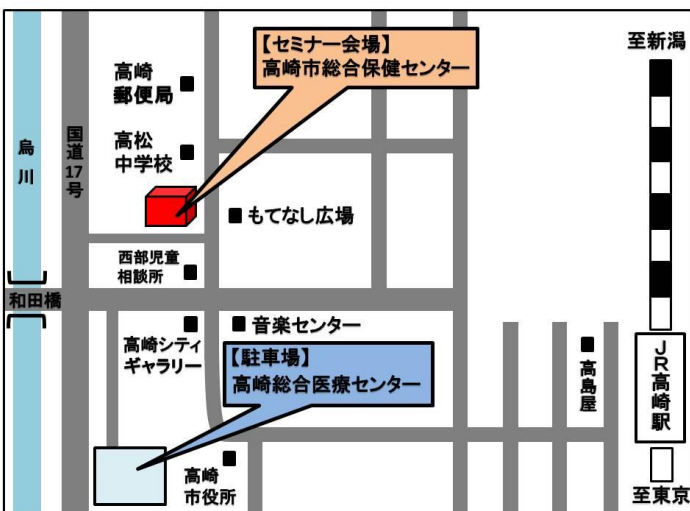 【セミナー会場】
高崎市総合保健センター
至新潟
高崎
郵便局
国道17号
烏川
高松
中学校
もてなし広場
西部児童
相談所
和田橋
高崎シティ
ギャラリー
音楽センター
【駐車場】
高崎総合医療センター
高島屋
JR高崎駅
高崎
市役所
至東京